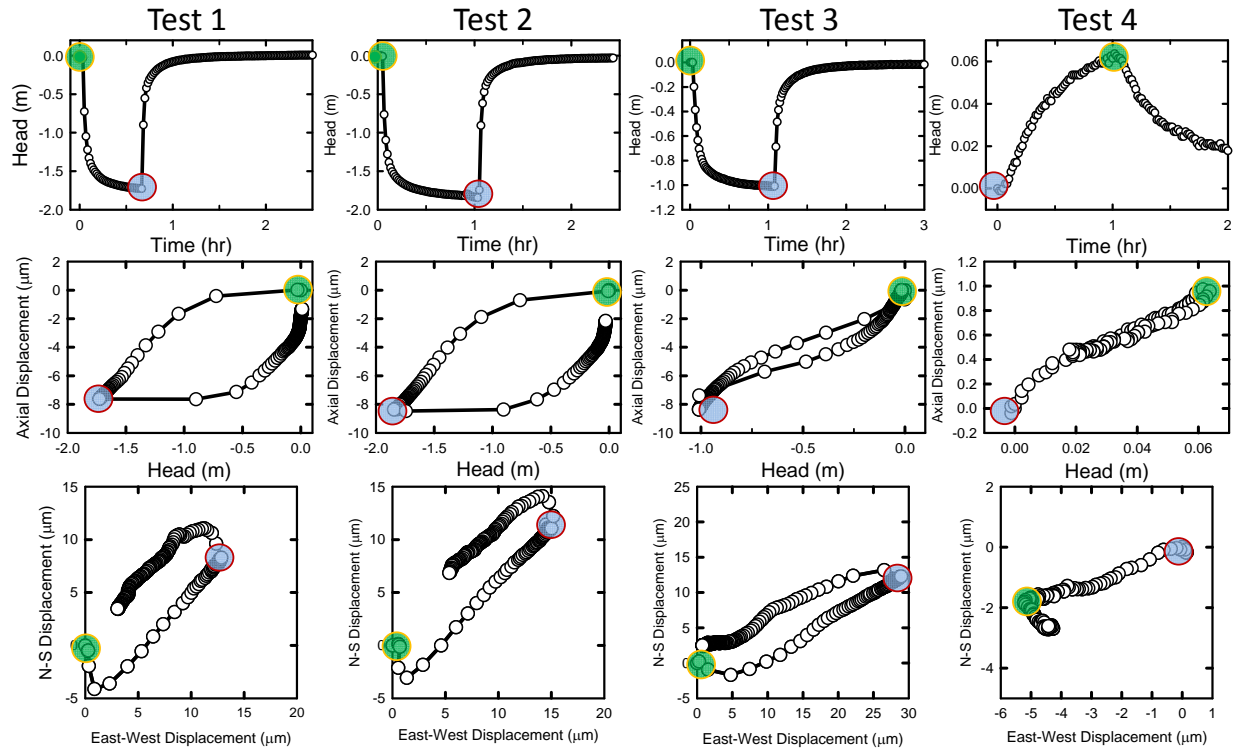 Test 1 Test 2 Test 3 Test 4
Head (m) 0.0 -0.5 -1.0 -1.5 -2.0
0 1 2
Time (hr)
Head (m) 0.0 -0.5 -1.0 -1.5 -2.0
0 1 2
Time (hr)
Head (m) 0.0 -0.2 -0.4 -0.6 -0.8 -1.0 -1.2
0 1 2 3
Time (hr)
Head (m) 0.06 0.04 0.02 0.00
0 1 2
Time (hr)
Axial Displacement (μm) 2 0 -2 -4 -6 -8 -10
-2.0 -1.5 -1.0 -0.5 0.0
Head (m)
Axial Displacement (μm) 2 0 -2 -4 -6 -8 -10
-2.0 -1.5 -1.0 -0.5 0.0
Head (m)
Axial Displacement (μm) 2 0 -2 -4 -6 -8 -10
-1.0 -0.5 0.0
Head (m)
Axial Displacement (μm) 1.2 1.0 0.8 0.6 0.4 0.2 0.0 -0.2
0.00 0.02 0.04 0.06
Head (m)
N-S Displacement (μm) 15 10 5 0 -5
0 5 10 15 20
East-West Displacement (μm)
N-S Displacement (μm) 15 10 5 0 -5
0 5 10 15 20
East-West Displacement (μm)
N-S Displacement (μm) 25 20 15 10 5 0 -5
0 5 10 15 20 25 30
East-West Displacement (μm)
N-S Displacement (μm) 2 0 -2 -4
-6 -5 -4 -3 -2 -1 0 1
East-West Displacement (μm)